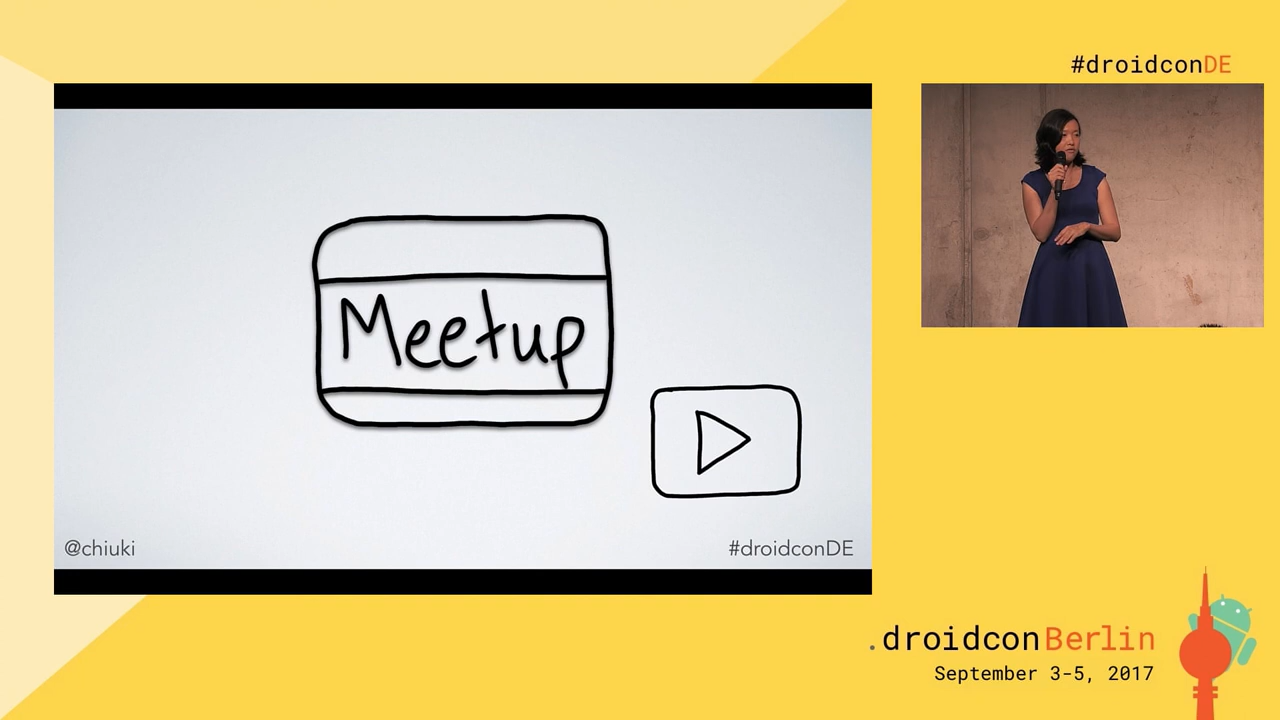 #droidconDE
Meetup
@chiuki
#droidconDE
.droidconBerlin
September 3-5, 2017